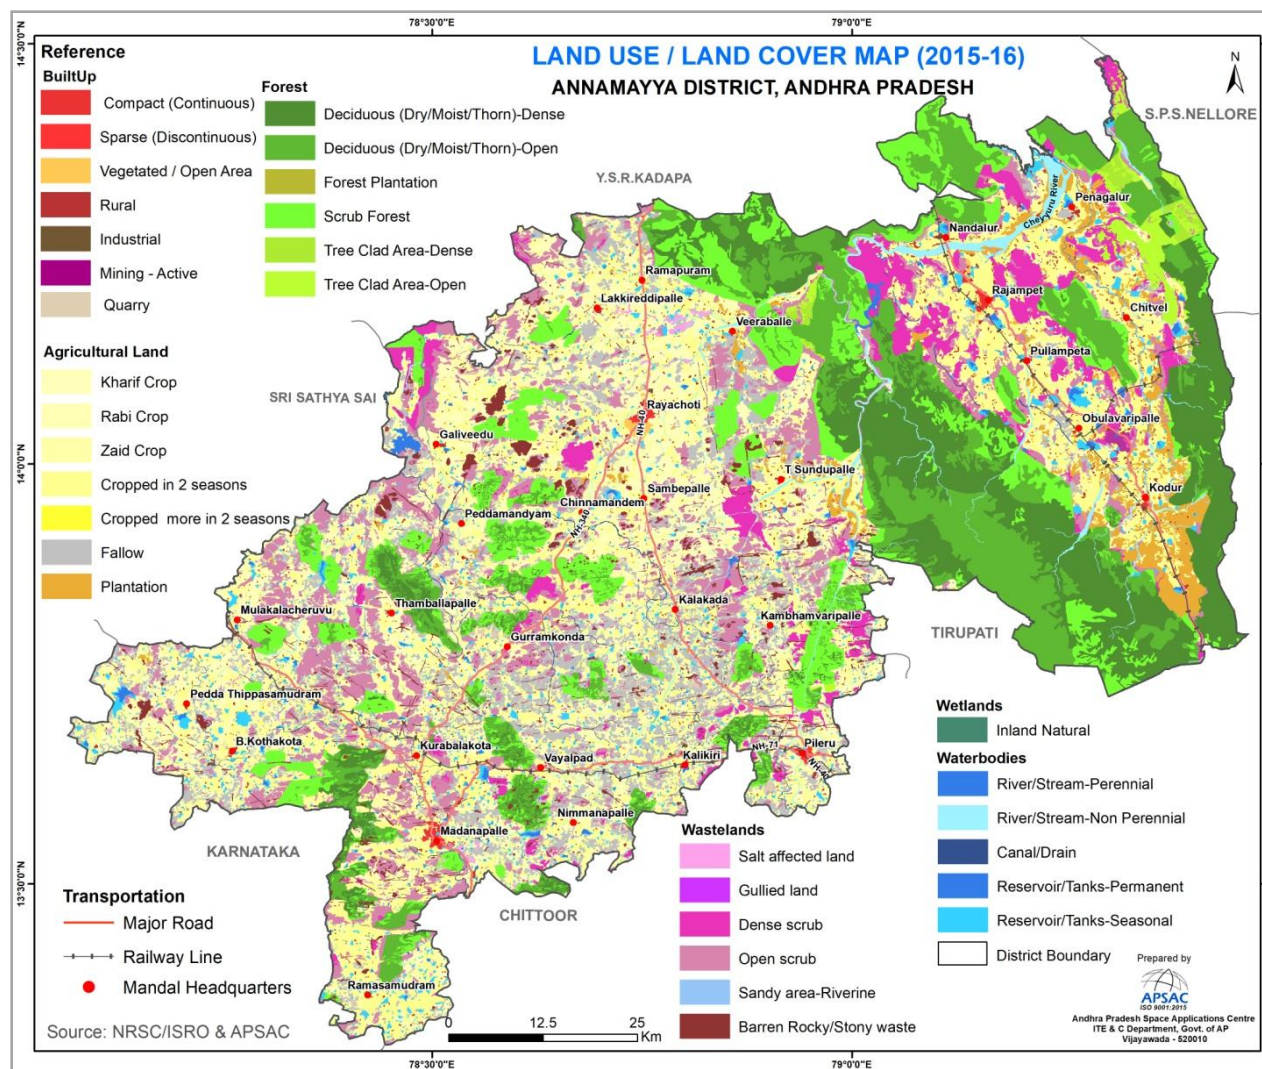 78°30'0"E
79°0'0"E
14°30'0"N
LAND USE / LAND COVER MAP (2015-16)
ANNAMAYYA DISTRICT, ANDHRA PRADESH
N
Reference
BuiltUp
Compact (Continuous)
Sparse (Discontinuous)
Vegetated / Open Area
Rural
Industrial
Mining - Active
Quarry
Forest
Deciduous (Dry/Moist/Thorn)-Dense
Deciduous (Dry/Moist/Thorn)-Open
Forest Plantation
Scrub Forest
Tree Clad Area-Dense
Tree Clad Area-Open
Agricultural Land
Kharif Crop
Rabi Crop
Zaid Crop
Cropped in 2 seasons
Cropped more in 2 seasons
Fallow
Plantation
S.P.S.NELLORE
Y.S.R.KADAPA
SRI SATHYA SAI
14°0'0"N
Penagalur
Cheyyuru River
Nandalur
Ramapuram
Lakkireddipalle
Rajampet
Chitvel
Veeraballe
Pullampeta
Rayachoti
NH-40
Galiveedu
Obulavaripalle
T Sundupalle
Kodur
Sambepalle
Chinnamandem
NH-340
Peddamandyam
Mulakalacheruvu
Thamballapalle
Kalakada
Kambhamvaripalle
TIRUPATI
Gurramkonda
Pedda Thippasamudram
B.Kothakota
Kurabalakota
Vayalpad
Kalikiri
NH-71
Pileru
NH-40
Nimmanapalle
Madanapalle
KARNATAKA
CHITTOOR
13°30'0"N
Ramasamudram
Transportation
Major Road
Railway Line
Mandal Headquarters
Source: NRSC/ISRO & APSAC
0 12.5 25
Km
Wastelands
Salt affected land
Gullied land
Dense scrub
Open scrub
Sandy area-Riverine
Barren Rocky/Stony waste
Wetlands
Inland Natural
Waterbodies
River/Stream-Perennial
River/Stream-Non Perennial
Canal/Drain
Reservoir/Tanks-Permanent
Reservoir/Tanks-Seasonal
District Boundary
Prepared by
APSAC
ISO 9001:2015
Andhra Pradesh Space Applications Centre
ITE & C Department, Govt. of AP
Vijayawada - 520010
78°30'0"E
79°0'0"E